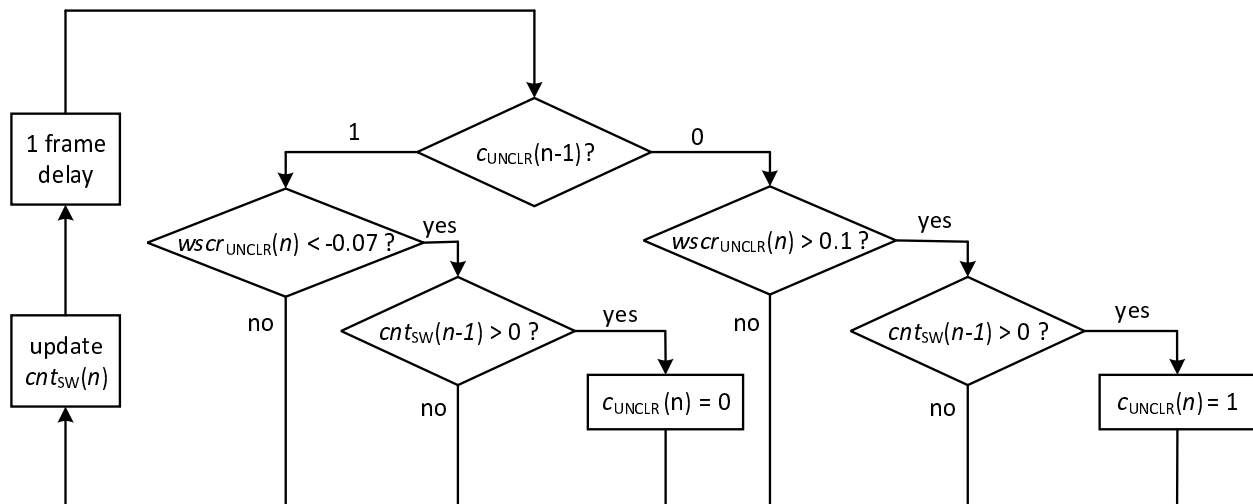 1 frame
delay
update
cntSW(n)
cUNCLR(n-1)?
1
0
wscrUNCLR(n) < -0.07 ?
yes
no
cntSW(n-1) > 0 ?
yes
no
cUNCLR (n) = 0
wscrUNCLR(n) > 0.1 ?
yes
no
cntSW(n-1) > 0 ?
yes
no
cUNCLR(n) = 1